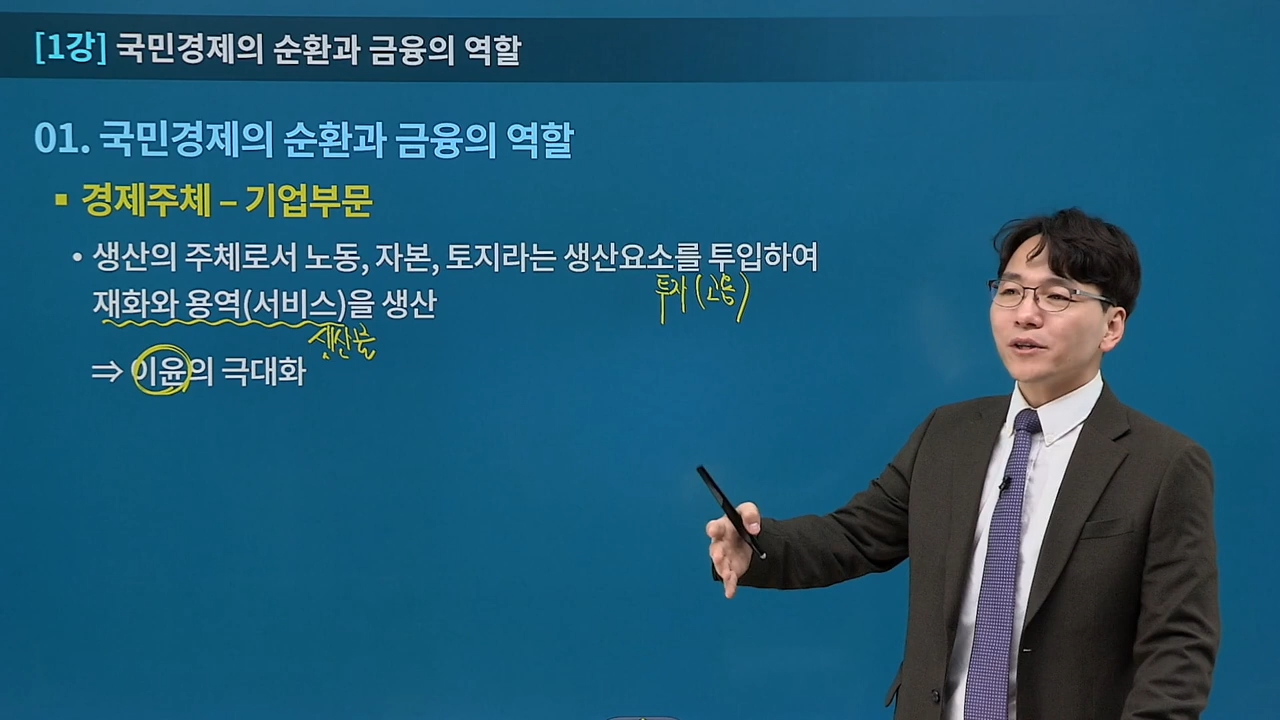 [1강] 국민경제의 순환과 금융의 역할
01. 국민경제의 순환과 금융의 역할
▪ 경제주체 – 기업부문
• 생산의 주체로서 노동, 자본, 토지라는 생산요소를 투입하여
투자 (고용)
재화와 용역(서비스)을 생산
생산물
⇒ 이윤의 극대화